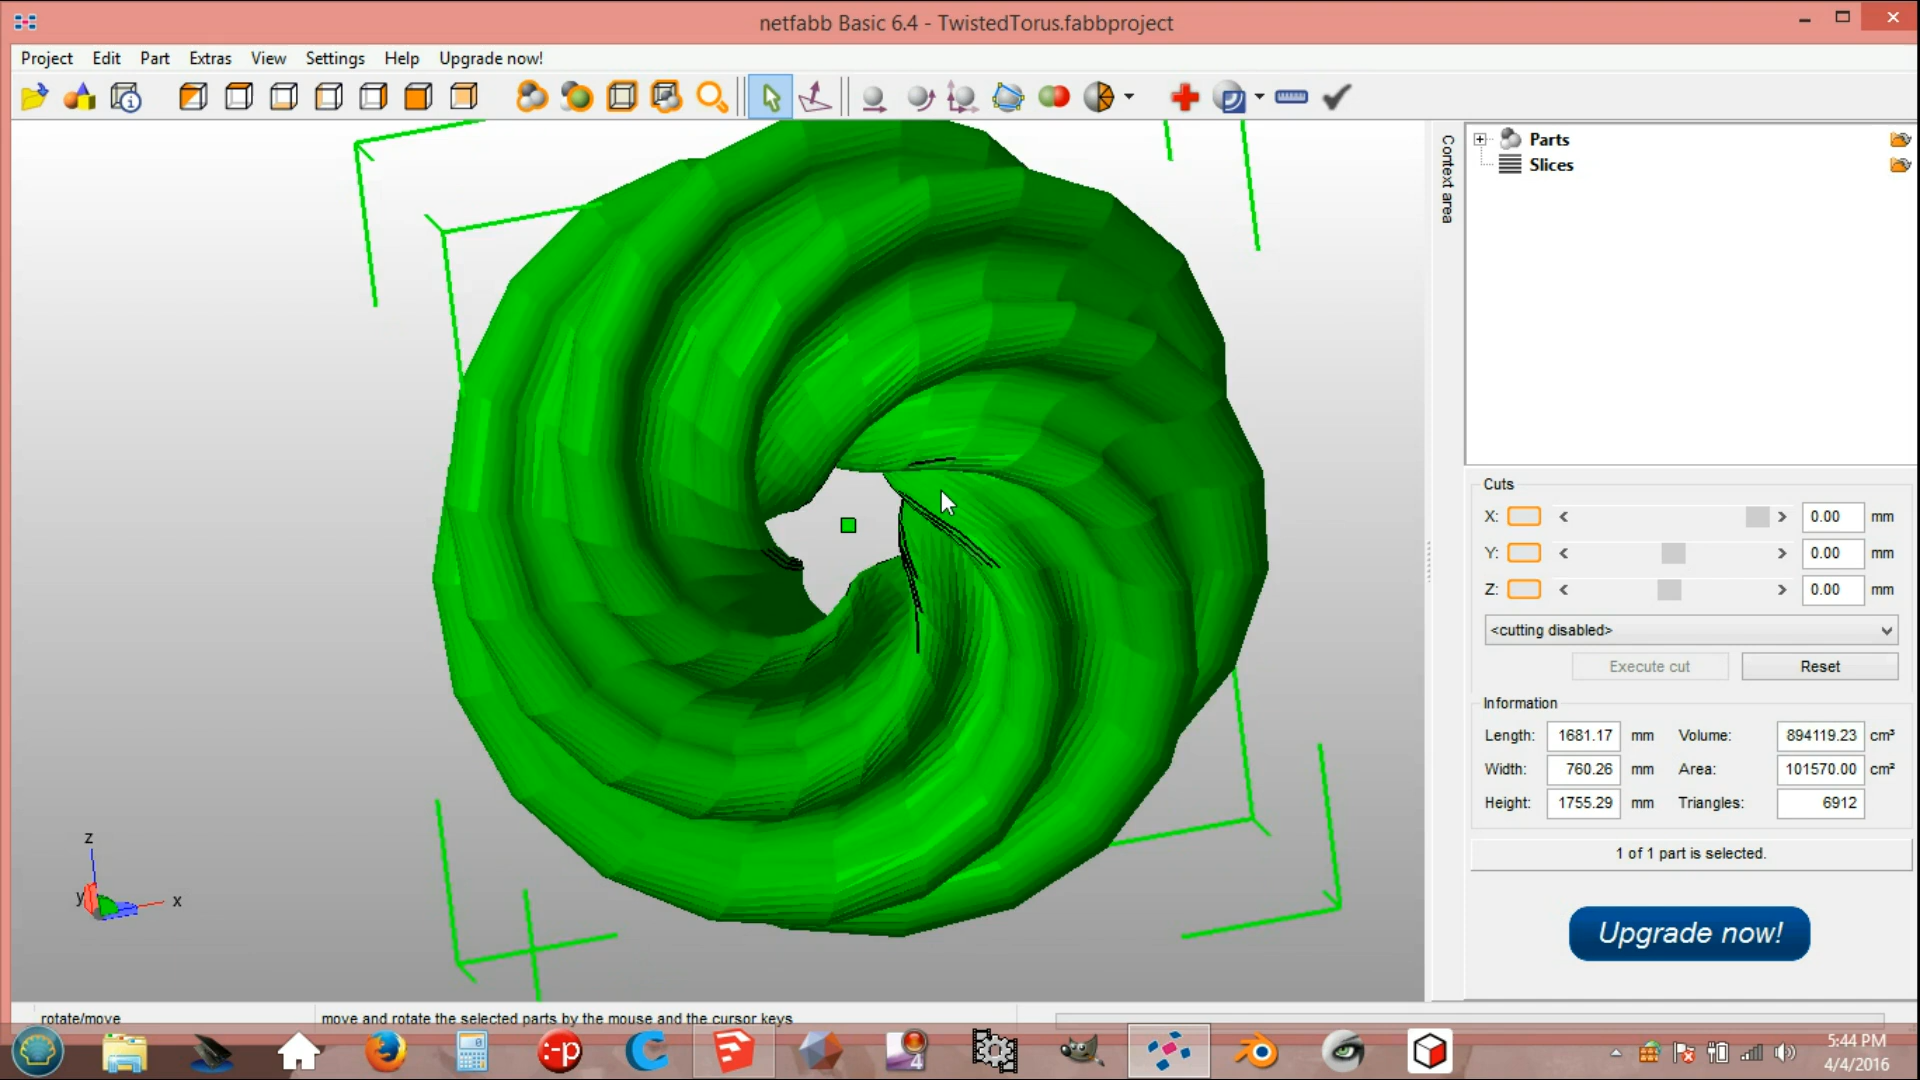 netfabb Basic 6.4 - TwistedTorus.fabbproject
Project Edit Part Extras View Settings Help Upgrade now!
Context area
Parts
Slices
Cuts
X: 0.00 mm
Y: 0.00 mm
Z: 0.00 mm
<cutting disabled>
Execute cut Reset
Information
Length: 1681.17 mm Volume: 894119.23 cm³
Width: 760.26 mm Area: 101570.00 cm²
Height: 1755.29 mm Triangles: 6912
1 of 1 part is selected.
Upgrade now!
z
y
x
rotate/move move and rotate the selected parts by the mouse and the cursor keys
:-p
4
5:44 PM
4/4/2016